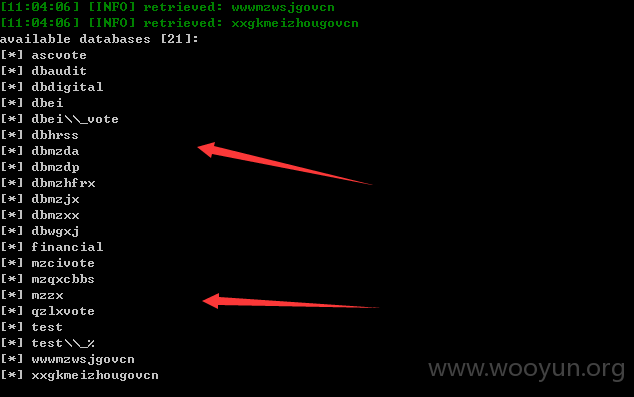 [11:04:06] [INFO] retrieved: wwwmzwsjgovcn
[11:04:06] [INFO] retrieved: xxgkmeizhougovcn
available databases [21]:
[*] ascvote
[*] dbaudit
[*] dbdigital
[*] dbei
[*] dbei\\_vote
[*] dbhrss
[*] dbmzda
[*] dbmzdp
[*] dbmzhfrx
[*] dbmzjx
[*] dbmzxx
[*] dbwgxj
[*] financial
[*] mzcivote
[*] mzqxcbbs
[*] mzzx
[*] qzlxvote
[*] test
[*] test\\_%
[*] wwwmzwsjgovcn
[*] xxgkmeizhougovcn
www.wooyun.org